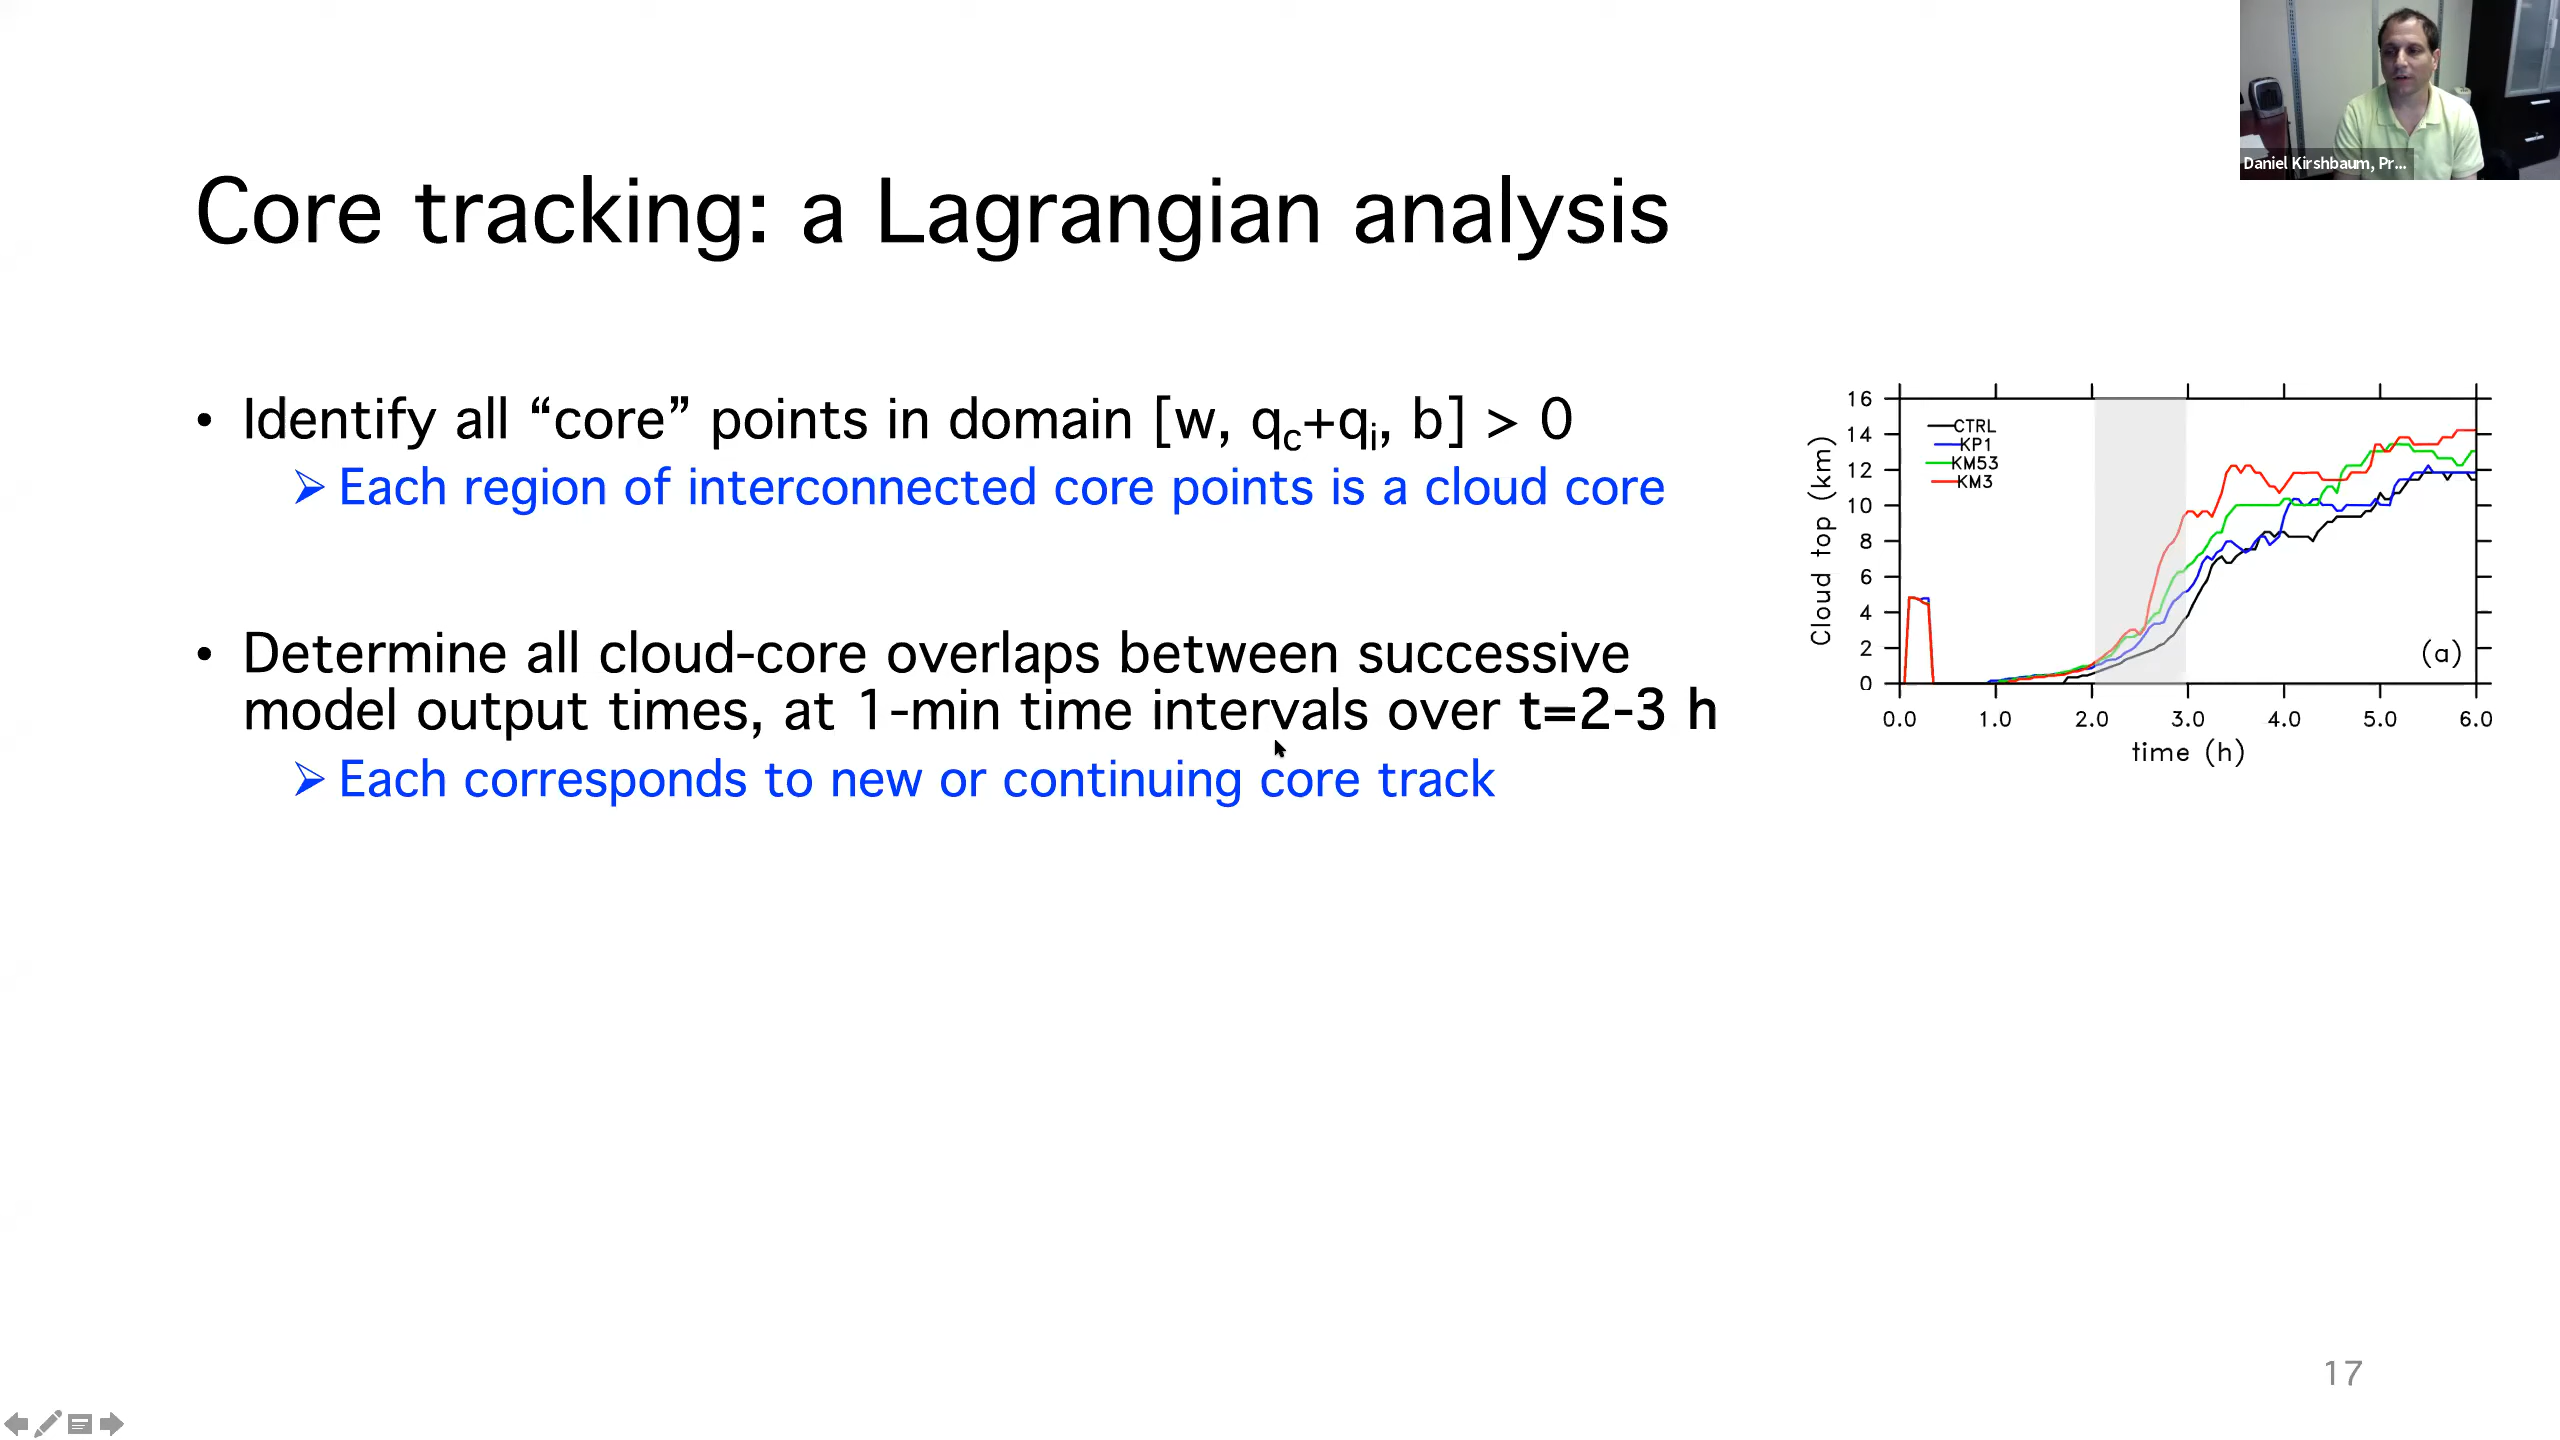 Daniel Kirshbaum, Pr...
Core tracking: a Lagrangian analysis
• Identify all “core” points in domain [w, qc+qi, b] > 0
➢ Each region of interconnected core points is a cloud core
• Determine all cloud-core overlaps between successive
model output times, at 1-min time intervals over t=2-3 h
➢ Each corresponds to new or continuing core track
Cloud top (km)
16
14
12
10
8
6
4
2
0
CTRL
KP1
KM53
KM3
(a)
0.0 1.0 2.0 3.0 4.0 5.0 6.0
time (h)
17